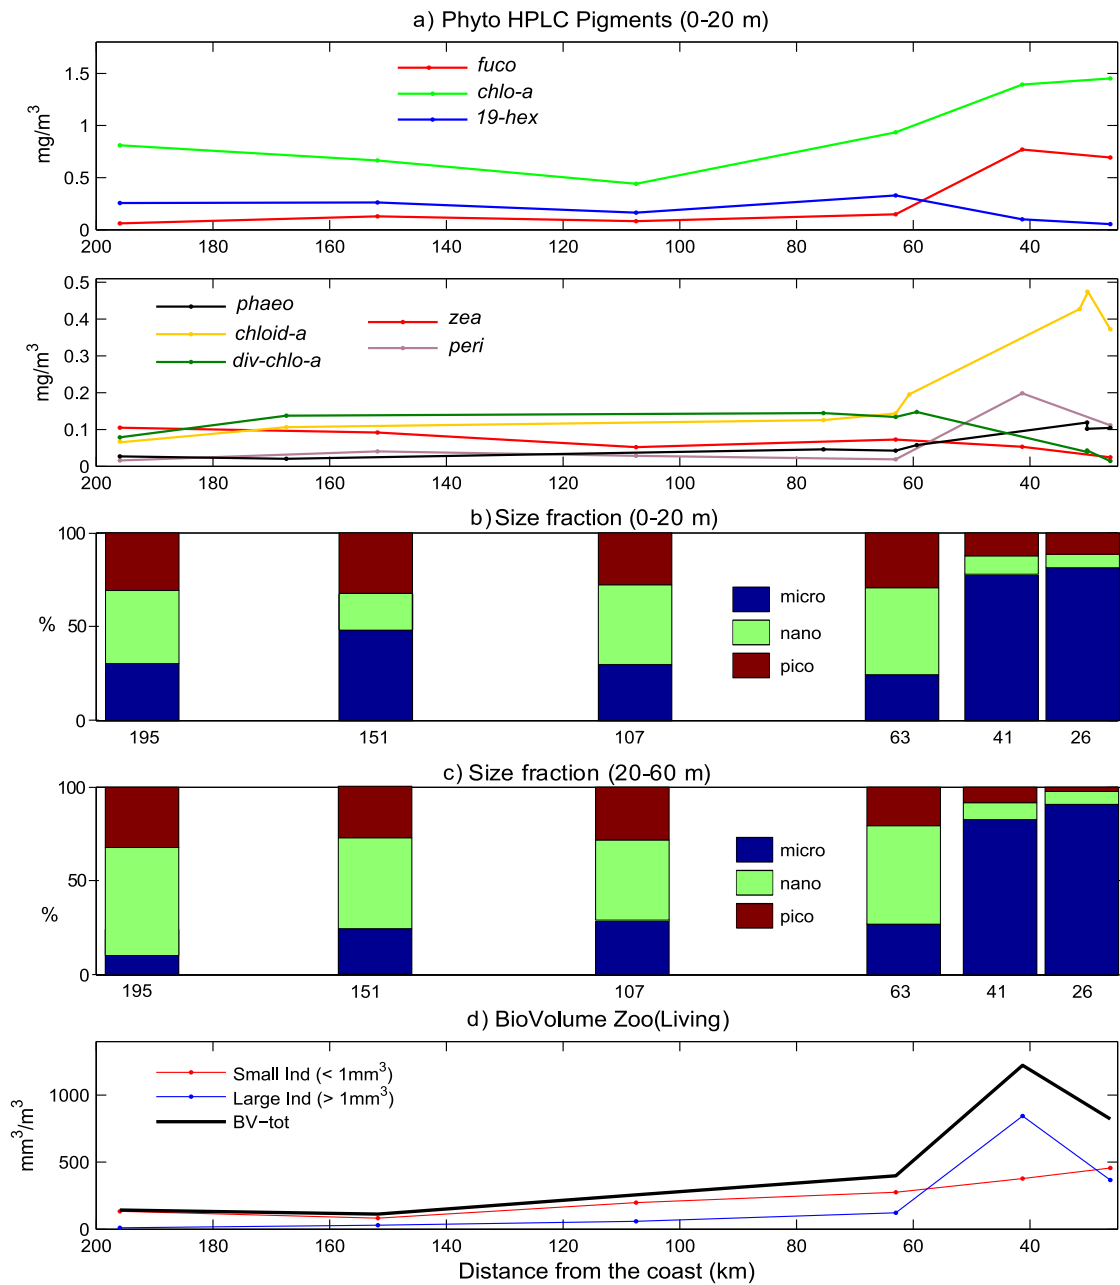 a) Phyto HPLC Pigments (0-20 m)
mg/m³
1.5
1
0.5
0
fuco
chlo-a
19-hex
200 180 160 140 120 100 80 60 40
mg/m³
0.5
0.4
0.3
0.2
0.1
0
phaeo
chloid-a
div-chlo-a
zea
peri
200 180 160 140 120 100 80 60 40
b) Size fraction (0-20 m)
100
50
0
%
micro
nano
pico
195 151 107 63 41 26
c) Size fraction (20-60 m)
100
50
0
%
micro
nano
pico
195 151 107 63 41 26
d) BioVolume Zoo(Living)
mm³/m³
1000
500
0
Small Ind (< 1mm³)
Large Ind (> 1mm³)
BV−tot
200 180 160 140 120 100 80 60 40
Distance from the coast (km)